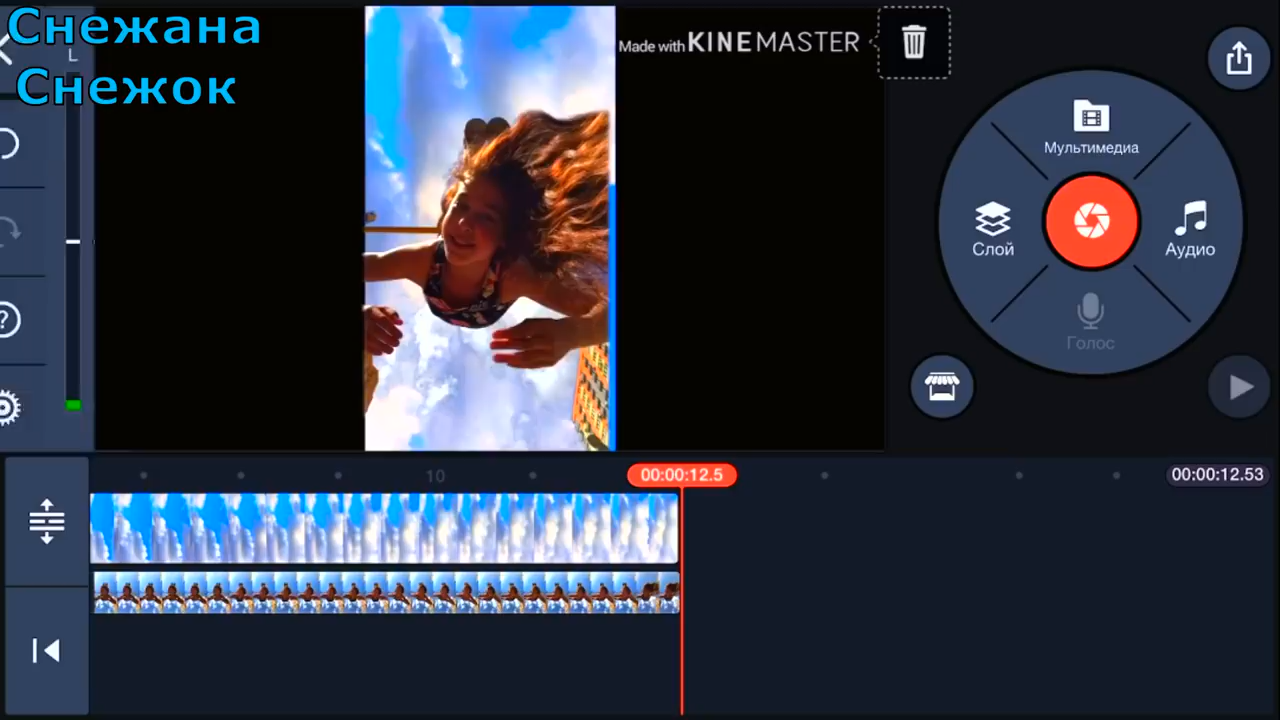 Снежана
Снежок
L
Made with KINEMASTER
Мультимедиа
Слой
Аудио
Голос
10
00:00:12.5
00:00:12.53